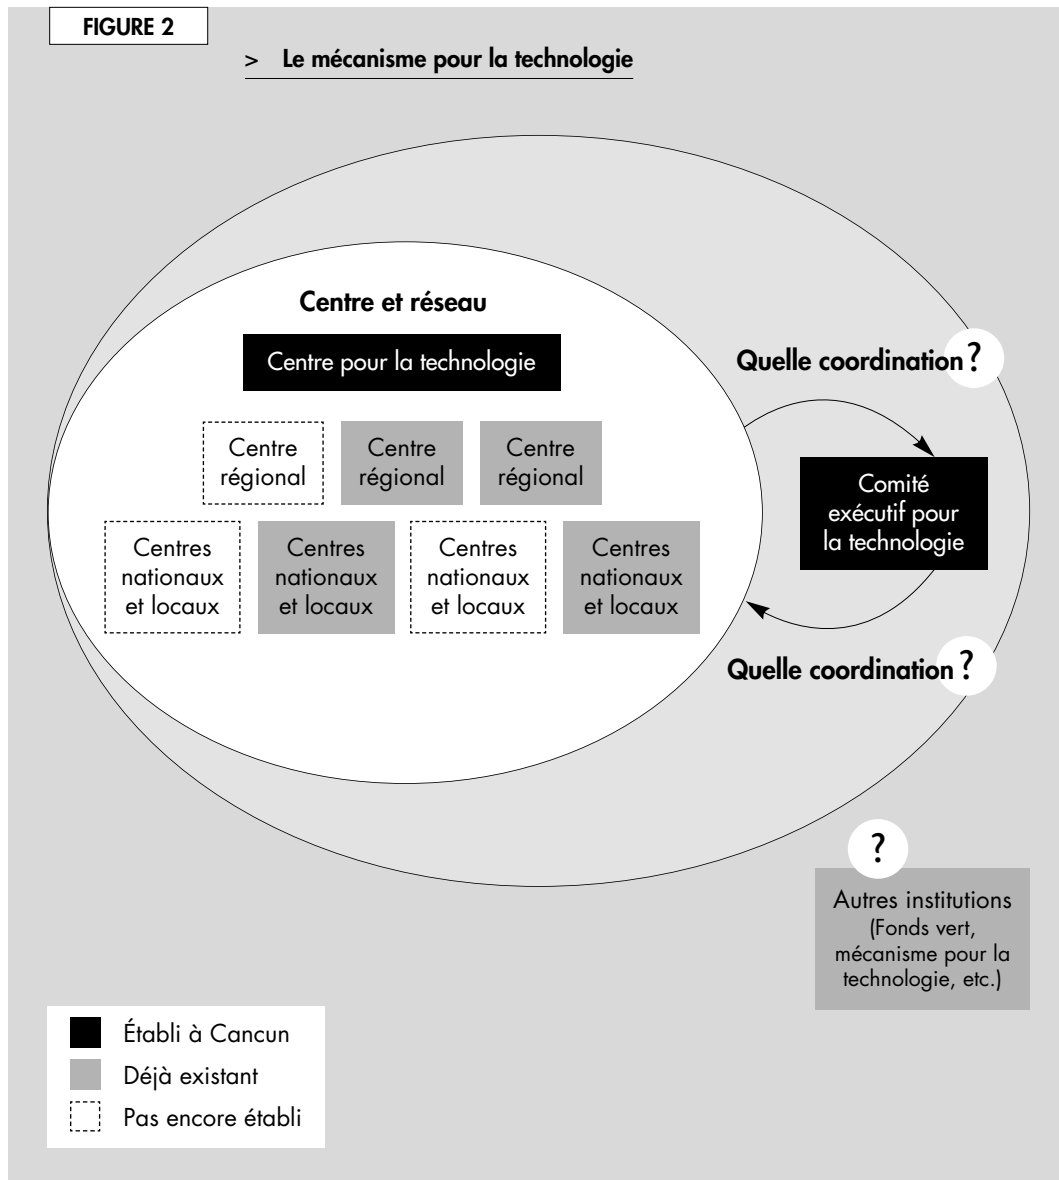 FIGURE 2
> Le mécanisme pour la technologie
Centre et réseau
Centre pour la technologie
Centre
régional
Centre
régional
Centre
régional
Centres
nationaux
et locaux
Centres
nationaux
et locaux
Centres
nationaux
et locaux
Centres
nationaux
et locaux
Quelle coordination ?
Comité
exécutif pour
la technologie
Quelle coordination ?
?
Autres institutions
(Fonds vert,
mécanisme pour la
technologie, etc.)
Établi à Cancun
Déjà existant
Pas encore établi